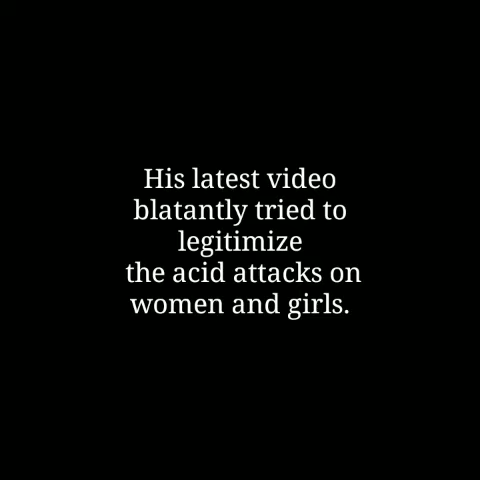 His latest video
blatantly tried to
legitimize
the acid attacks on
women and girls.